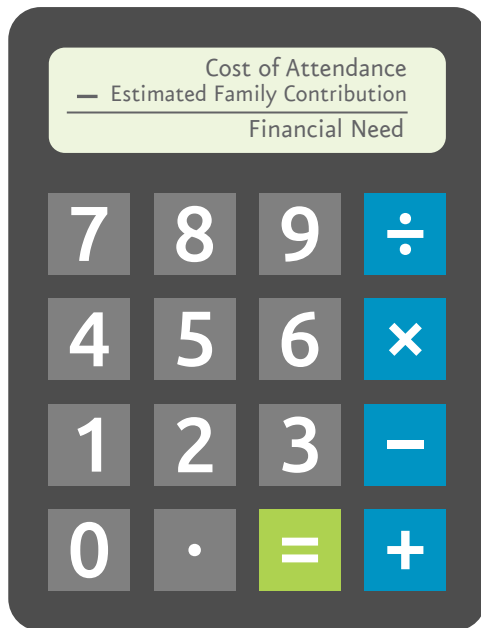 Cost of Attendance
− Estimated Family Contribution
Financial Need
7 8 9 ÷
4 5 6 ×
1 2 3 −
0 . = +